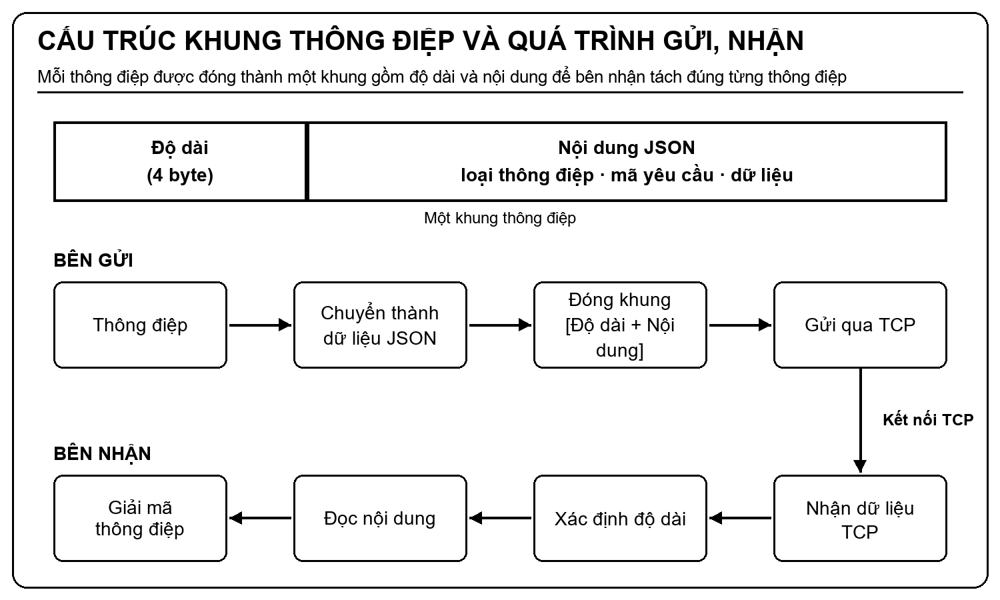 CẤU TRÚC KHUNG THÔNG ĐIỆP VÀ QUÁ TRÌNH GỬI, NHẬN
Mỗi thông điệp được đóng thành một khung gồm độ dài và nội dung để bên nhận tách đúng từng thông điệp
Độ dài
(4 byte)
Nội dung JSON
loại thông điệp · mã yêu cầu · dữ liệu
Một khung thông điệp
BÊN GỬI
Thông điệp
Chuyển thành
dữ liệu JSON
Đóng khung
[Độ dài + Nội
dung]
Gửi qua TCP
Kết nối TCP
BÊN NHẬN
Giải mã
thông điệp
Đọc nội dung
Xác định độ dài
Nhận dữ liệu
TCP